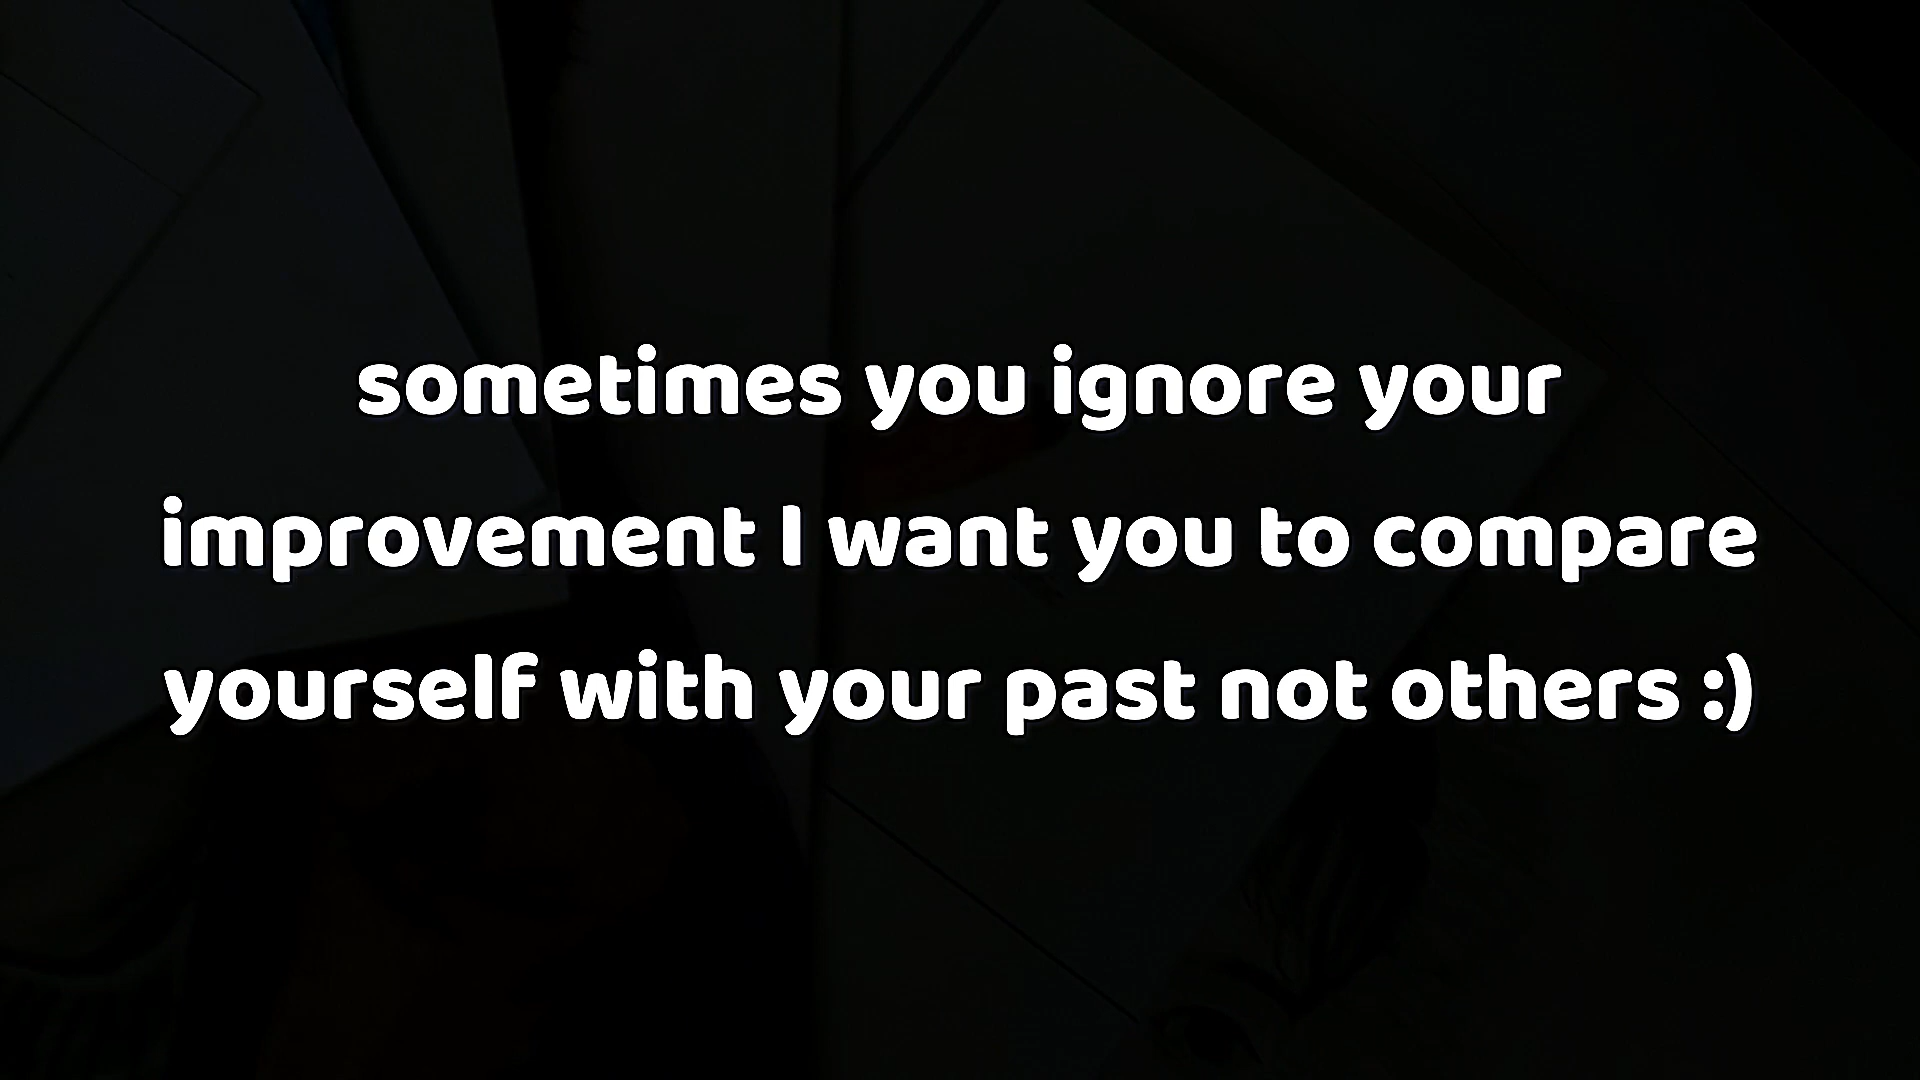 sometimes you ignore your
improvement I want you to compare
yourself with your past not others :)